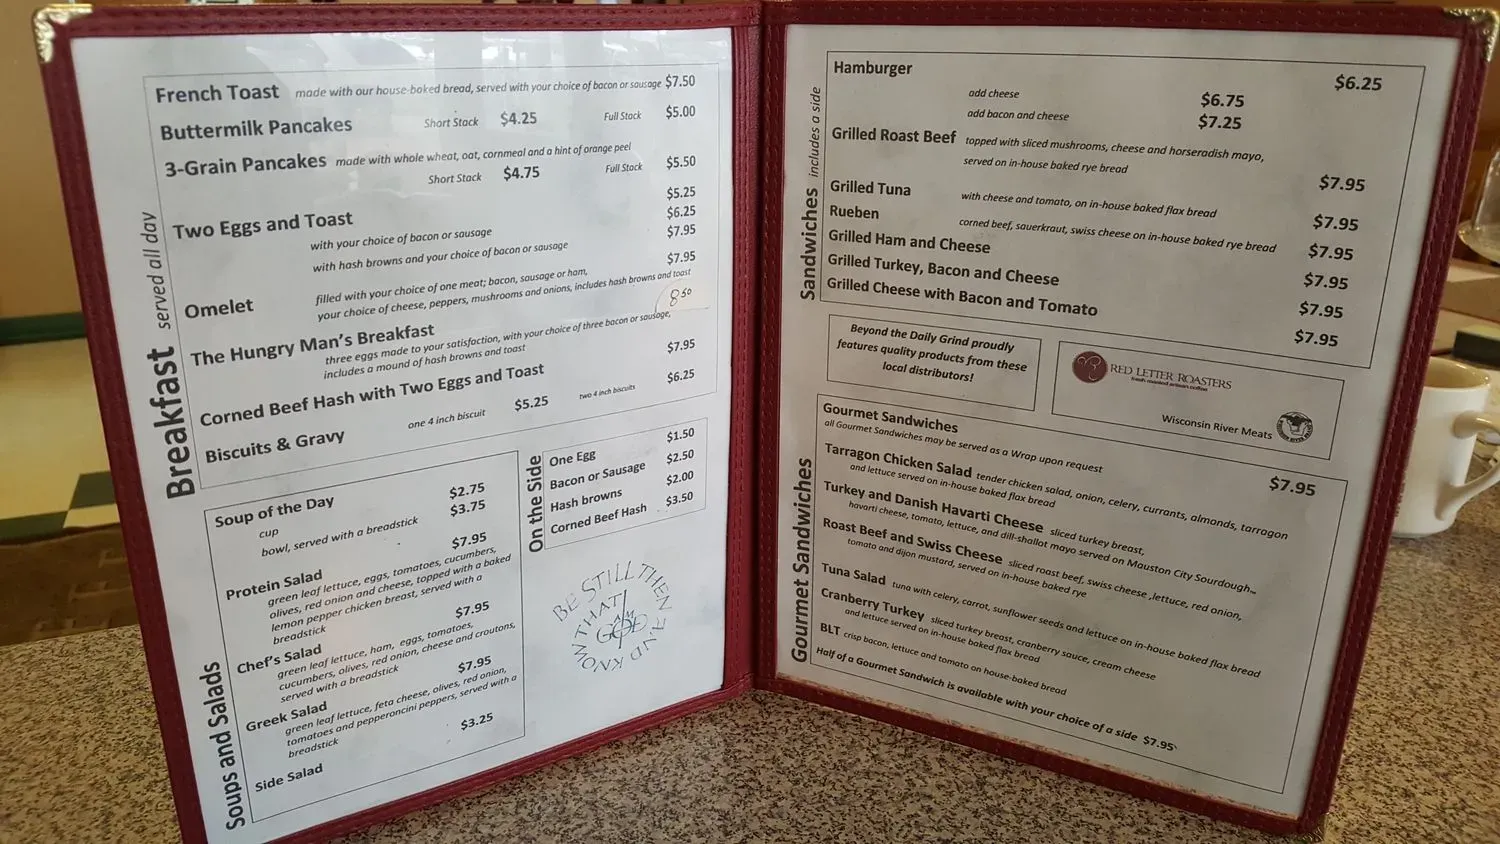 Breakfast served all day
French Toast made with our house-baked bread, served with your choice of bacon or sausage $7.50
Buttermilk Pancakes Short Stack $4.25 Full Stack $5.00
3-Grain Pancakes made with whole wheat, oat, cornmeal and a hint of orange peel
Short Stack $4.75 Full Stack $5.50
Two Eggs and Toast $5.25
with your choice of bacon or sausage $6.25
with hash browns and your choice of bacon or sausage $7.95
Omelet filled with your choice of one meat; bacon, sausage or ham, $7.95
your choice of cheese, peppers, mushrooms and onions, includes hash browns and toast
The Hungry Man's Breakfast 8.50
three eggs made to your satisfaction, with your choice of three bacon or sausage,
includes a mound of hash browns and toast
Corned Beef Hash with Two Eggs and Toast $7.95
Biscuits & Gravy one 4 inch biscuit $5.25 two 4 inch biscuits $6.25
Soups and Salads
Soup of the Day
cup $2.75
bowl, served with a breadstick $3.75
Protein Salad $7.95
green leaf lettuce, eggs, tomatoes, cucumbers,
olives, red onion and cheese, topped with a baked
lemon pepper chicken breast, served with a
breadstick
Chef's Salad $7.95
green leaf lettuce, ham, eggs, tomatoes,
cucumbers, olives, red onion, cheese and croutons,
served with a breadstick
Greek Salad $7.95
green leaf lettuce, feta cheese, olives, red onion,
tomatoes and pepperoncini peppers, served with a
breadstick
Side Salad $3.25
On the Side
One Egg $1.50
Bacon or Sausage $2.50
Hash browns $2.00
Corned Beef Hash $3.50
BE STILL THEN AND KNOW THAT
I AM
GOD
Sandwiches includes a side
Hamburger $6.25
add cheese $6.75
add bacon and cheese $7.25
Grilled Roast Beef topped with sliced mushrooms, cheese and horseradish mayo,
served on in-house baked rye bread $7.95
Grilled Tuna with cheese and tomato, on in-house baked flax bread $7.95
Rueben corned beef, sauerkraut, swiss cheese on in-house baked rye bread $7.95
Grilled Ham and Cheese $7.95
Grilled Turkey, Bacon and Cheese $7.95
Grilled Cheese with Bacon and Tomato $7.95
Beyond the Daily Grind proudly
features quality products from these
local distributors!
RED LETTER ROASTERS
fresh roasted artisan coffee
Wisconsin River Meats
Gourmet Sandwiches
Gourmet Sandwiches $7.95
all Gourmet Sandwiches may be served as a Wrap upon request
Tarragon Chicken Salad tender chicken salad, onion, celery, currants, almonds, tarragon
and lettuce served on in-house baked flax bread
Turkey and Danish Havarti Cheese sliced turkey breast,
havarti cheese, tomato, lettuce, and dill-shallot mayo served on Mauston City Sourdough
Roast Beef and Swiss Cheese sliced roast beef, swiss cheese ,lettuce, red onion,
tomato and dijon mustard, served on in-house baked rye
Tuna Salad tuna with celery, carrot, sunflower seeds and lettuce on in-house baked flax bread
Cranberry Turkey sliced turkey breast, cranberry sauce, cream cheese
and lettuce served on in-house baked flax bread
BLT crisp bacon, lettuce and tomato on house-baked bread
Half of a Gourmet Sandwich is available with your choice of a side $7.95